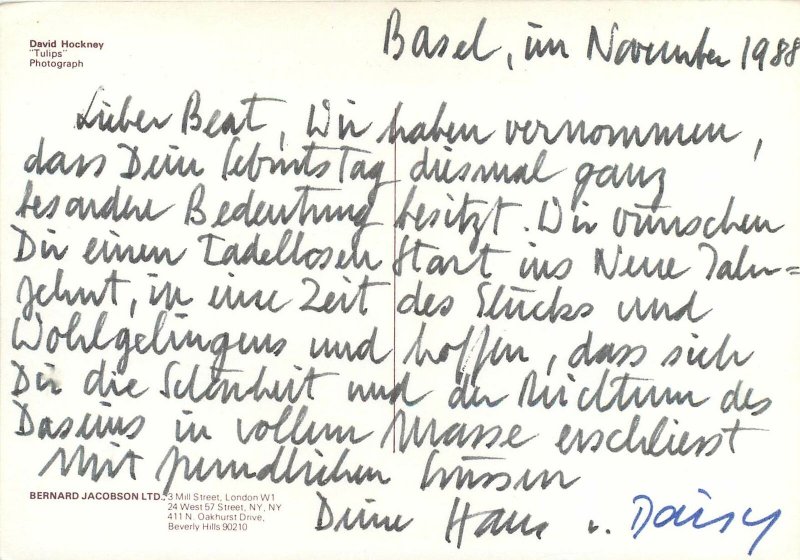 David Hockney
"Tulips"
Photograph
Basel, im November 1988
Lieber Beat, Wir haben vernommen,
dass Dein Geburtstag diesmal ganz
besondere Bedeutung besitzt. Wir wünschen
Dir einen tadellosen Start ins Neue Jahr=
zehnt, in eine Zeit des Glücks und
Wohlgelingens und hoffen, dass sich
Dir die Schönheit und der Reichtum des
Daseins in vollem Masse erschliesst
Mit freundlichen Grüssen
Deine Hans u. Daisy
BERNARD JACOBSON LTD., 3 Mill Street, London W1
24 West 57 Street, NY, NY
411 N. Oakhurst Drive,
Beverly Hills 90210